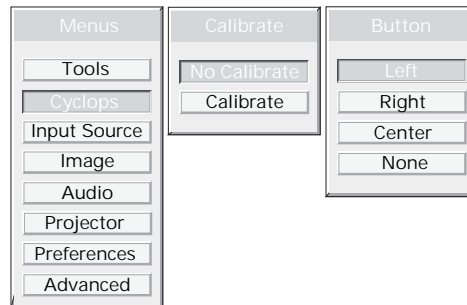 Menus
Tools
Cyclops
Input Source
Image
Audio
Projector
Preferences
Advanced
Calibrate
No Calibrate
Calibrate
Button
Left
Right
Center
None